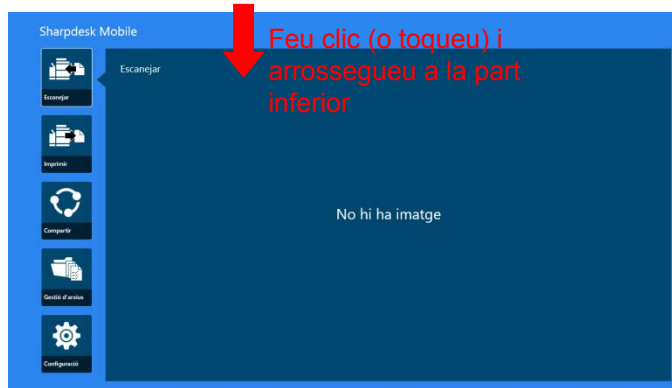 Sharpdesk Mobile
Feu clic (o toqueu) i
arrossegueu a la part
inferior
Escanejar
Escanejar
Imprimir
Compartir
Gestió d'arxius
Configuració
No hi ha imatge